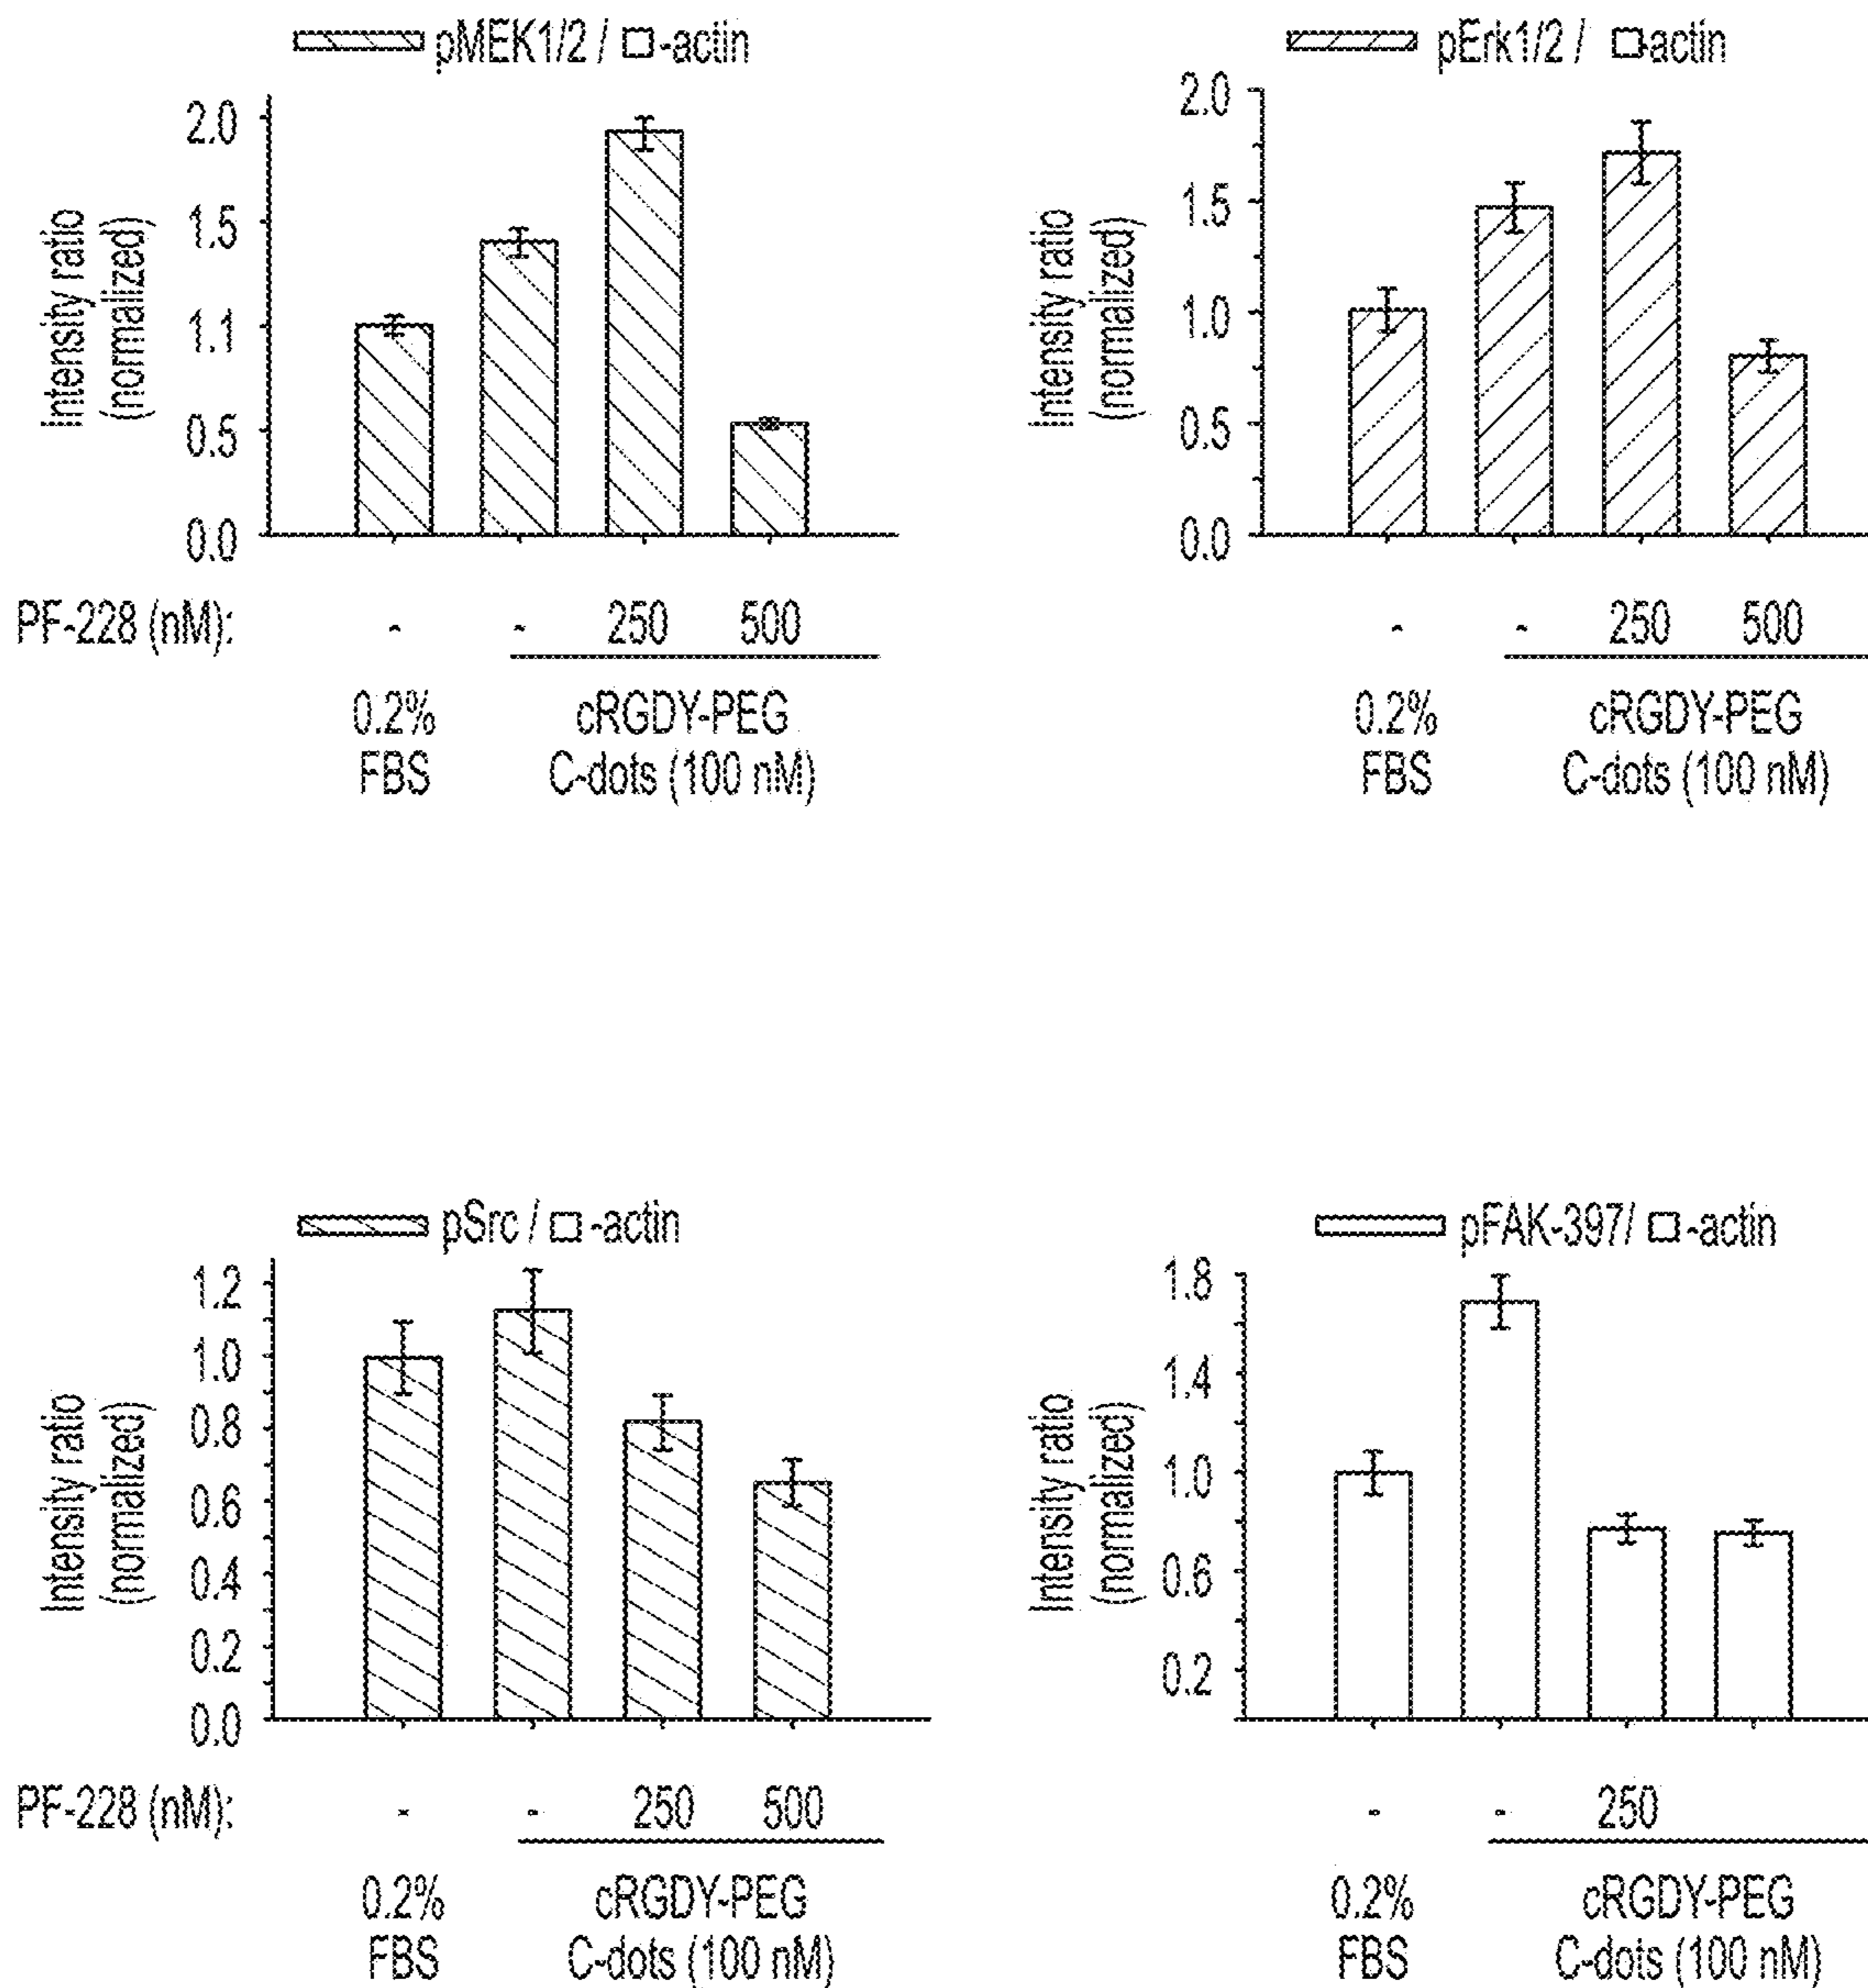 pMEK1/2 / □-actin
2.0
1.5
1.1
0.5
0.0
Intensity ratio
(normalized)
PF-228 (nM): - - 250 500
0.2%
FBS
cRGDY-PEG
C-dots (100 nM)
pErk1/2 / □-actin
2.0
1.5
1.0
0.5
0.0
Intensity ratio
(normalized)
- - 250 500
0.2%
FBS
cRGDY-PEG
C-dots (100 nM)
pSrc / □-actin
1.2
1.0
0.8
0.6
0.4
0.2
0.0
Intensity ratio
(normalized)
PF-228 (nM): - - 250 500
0.2%
FBS
cRGDY-PEG
C-dots (100 nM)
pFAK-397/ □-actin
1.8
1.4
1.0
0.6
0.2
Intensity ratio
(normalized)
- - 250
0.2%
FBS
cRGDY-PEG
C-dots (100 nM)